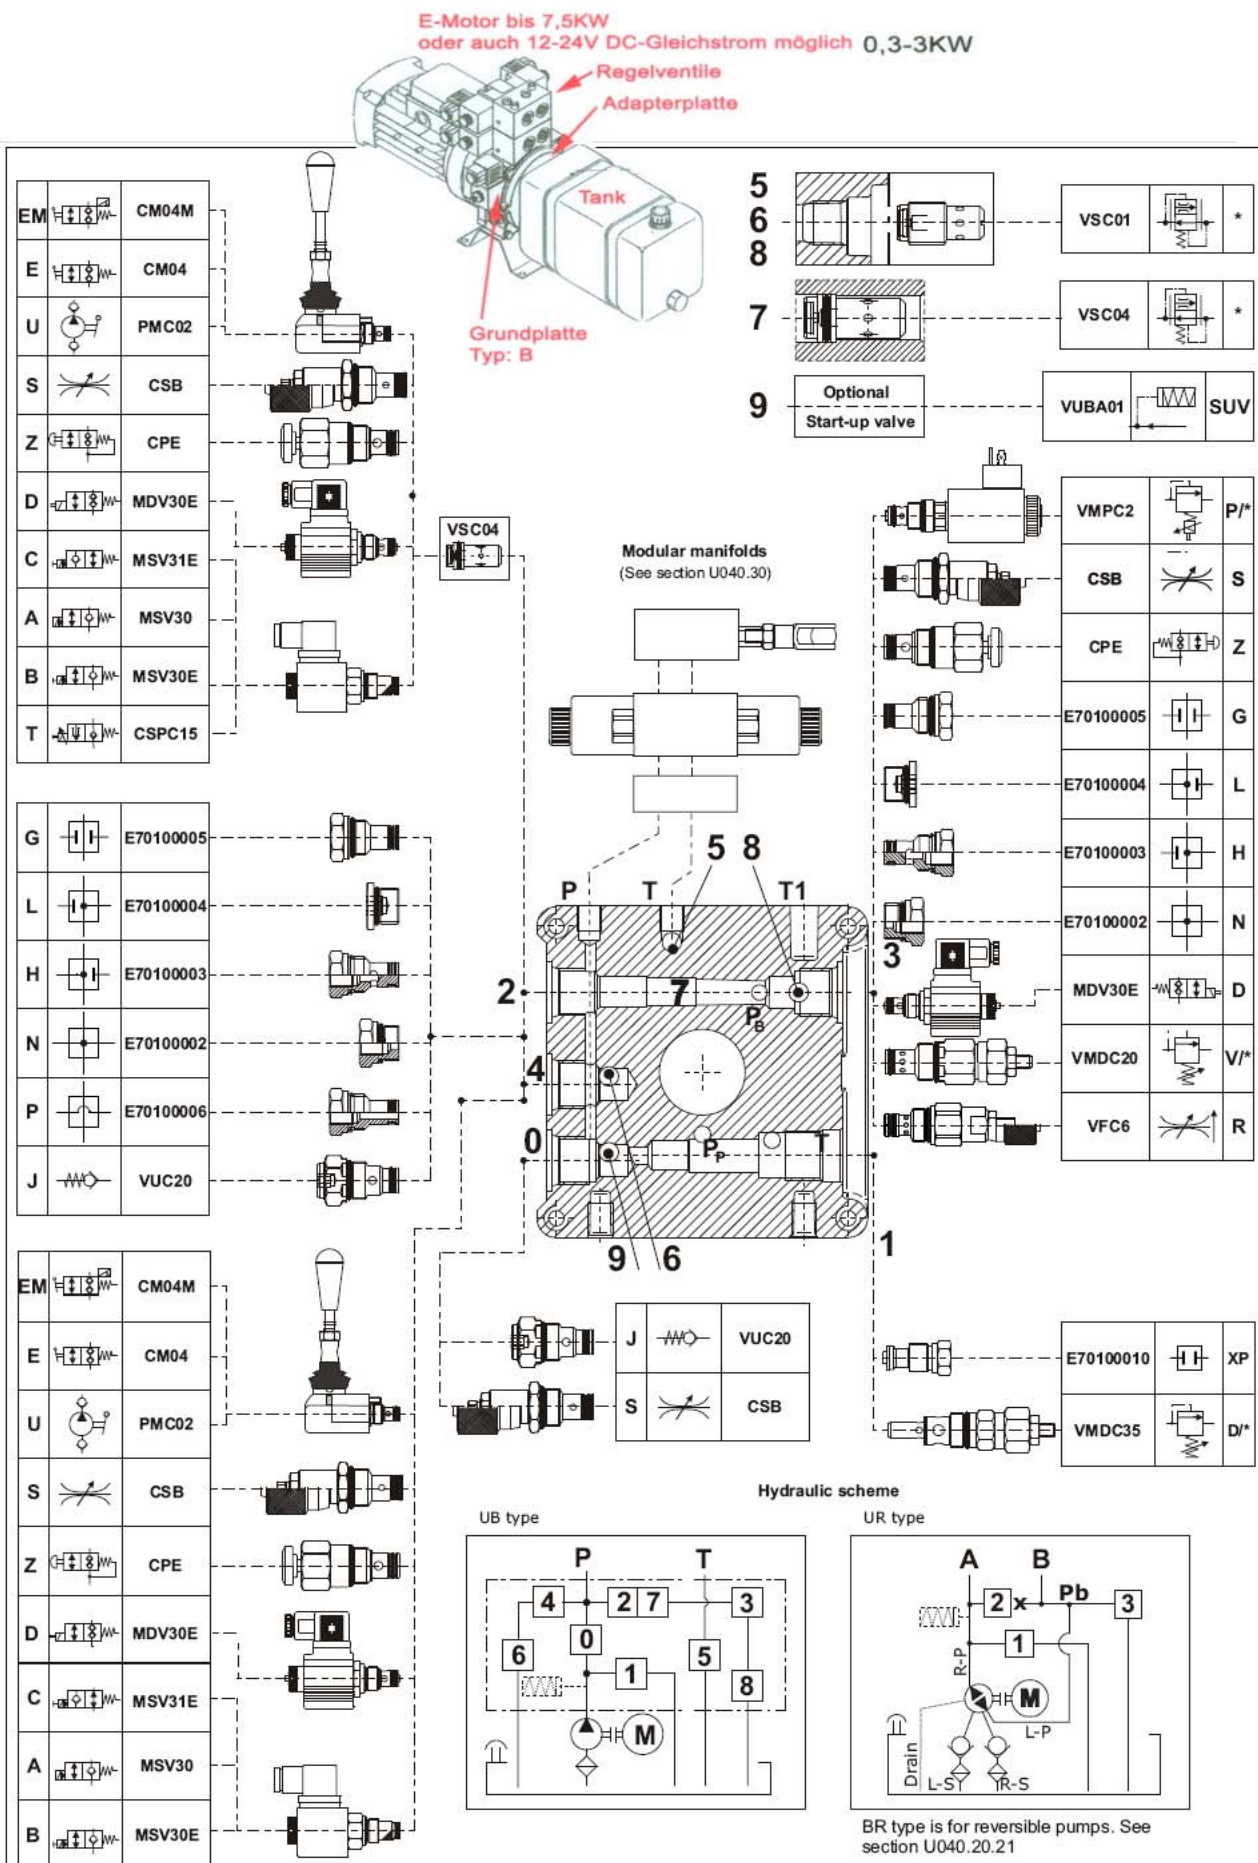 E-Motor bis 7,5KW
oder auch 12-24V DC-Gleichstrom möglich 0,3-3KW
Regelventile
Adapterplatte
Tank
Grundplatte
Typ: B
EM CM04M
E CM04
U PMC02
S CSB
Z CPE
D MDV30E
C MSV31E
A MSV30
B MSV30E
T CSPC15
VSC04
5
6
8
VSC01 *
7 VSC04 *
9 Optional
Start-up valve
VUBA01 SUV
Modular manifolds
(See section U040.30)
VMPC2 P/*
CSB S
CPE Z
E70100005 G
E70100004 L
E70100003 H
E70100002 N
MDV30E D
VMDC20 V/*
VFC6 R
G E70100005
L E70100004
H E70100003
N E70100002
P E70100006
J VUC20
5 8
P T T1
3
2 7
PB
4
0 PP T
1
9 6
EM CM04M
E CM04
U PMC02
S CSB
Z CPE
D MDV30E
C MSV31E
A MSV30
B MSV30E
J VUC20
S CSB
E70100010 XP
VMDC35 D/*
Hydraulic scheme
UB type
P T
4 2 7 3
0
6 1 5 8
M
UR type
A B
2 x Pb 3
1
R-P
M
L-P
Drain
L-S R-S
BR type is for reversible pumps. See
section U040.20.21